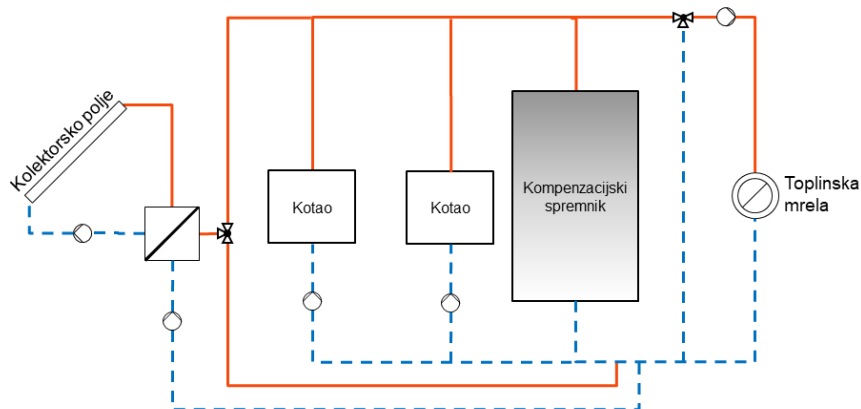 Kolektorsko polje
Kotao
Kotao
Kompenzacijski
spremnik
Toplinska
mrela